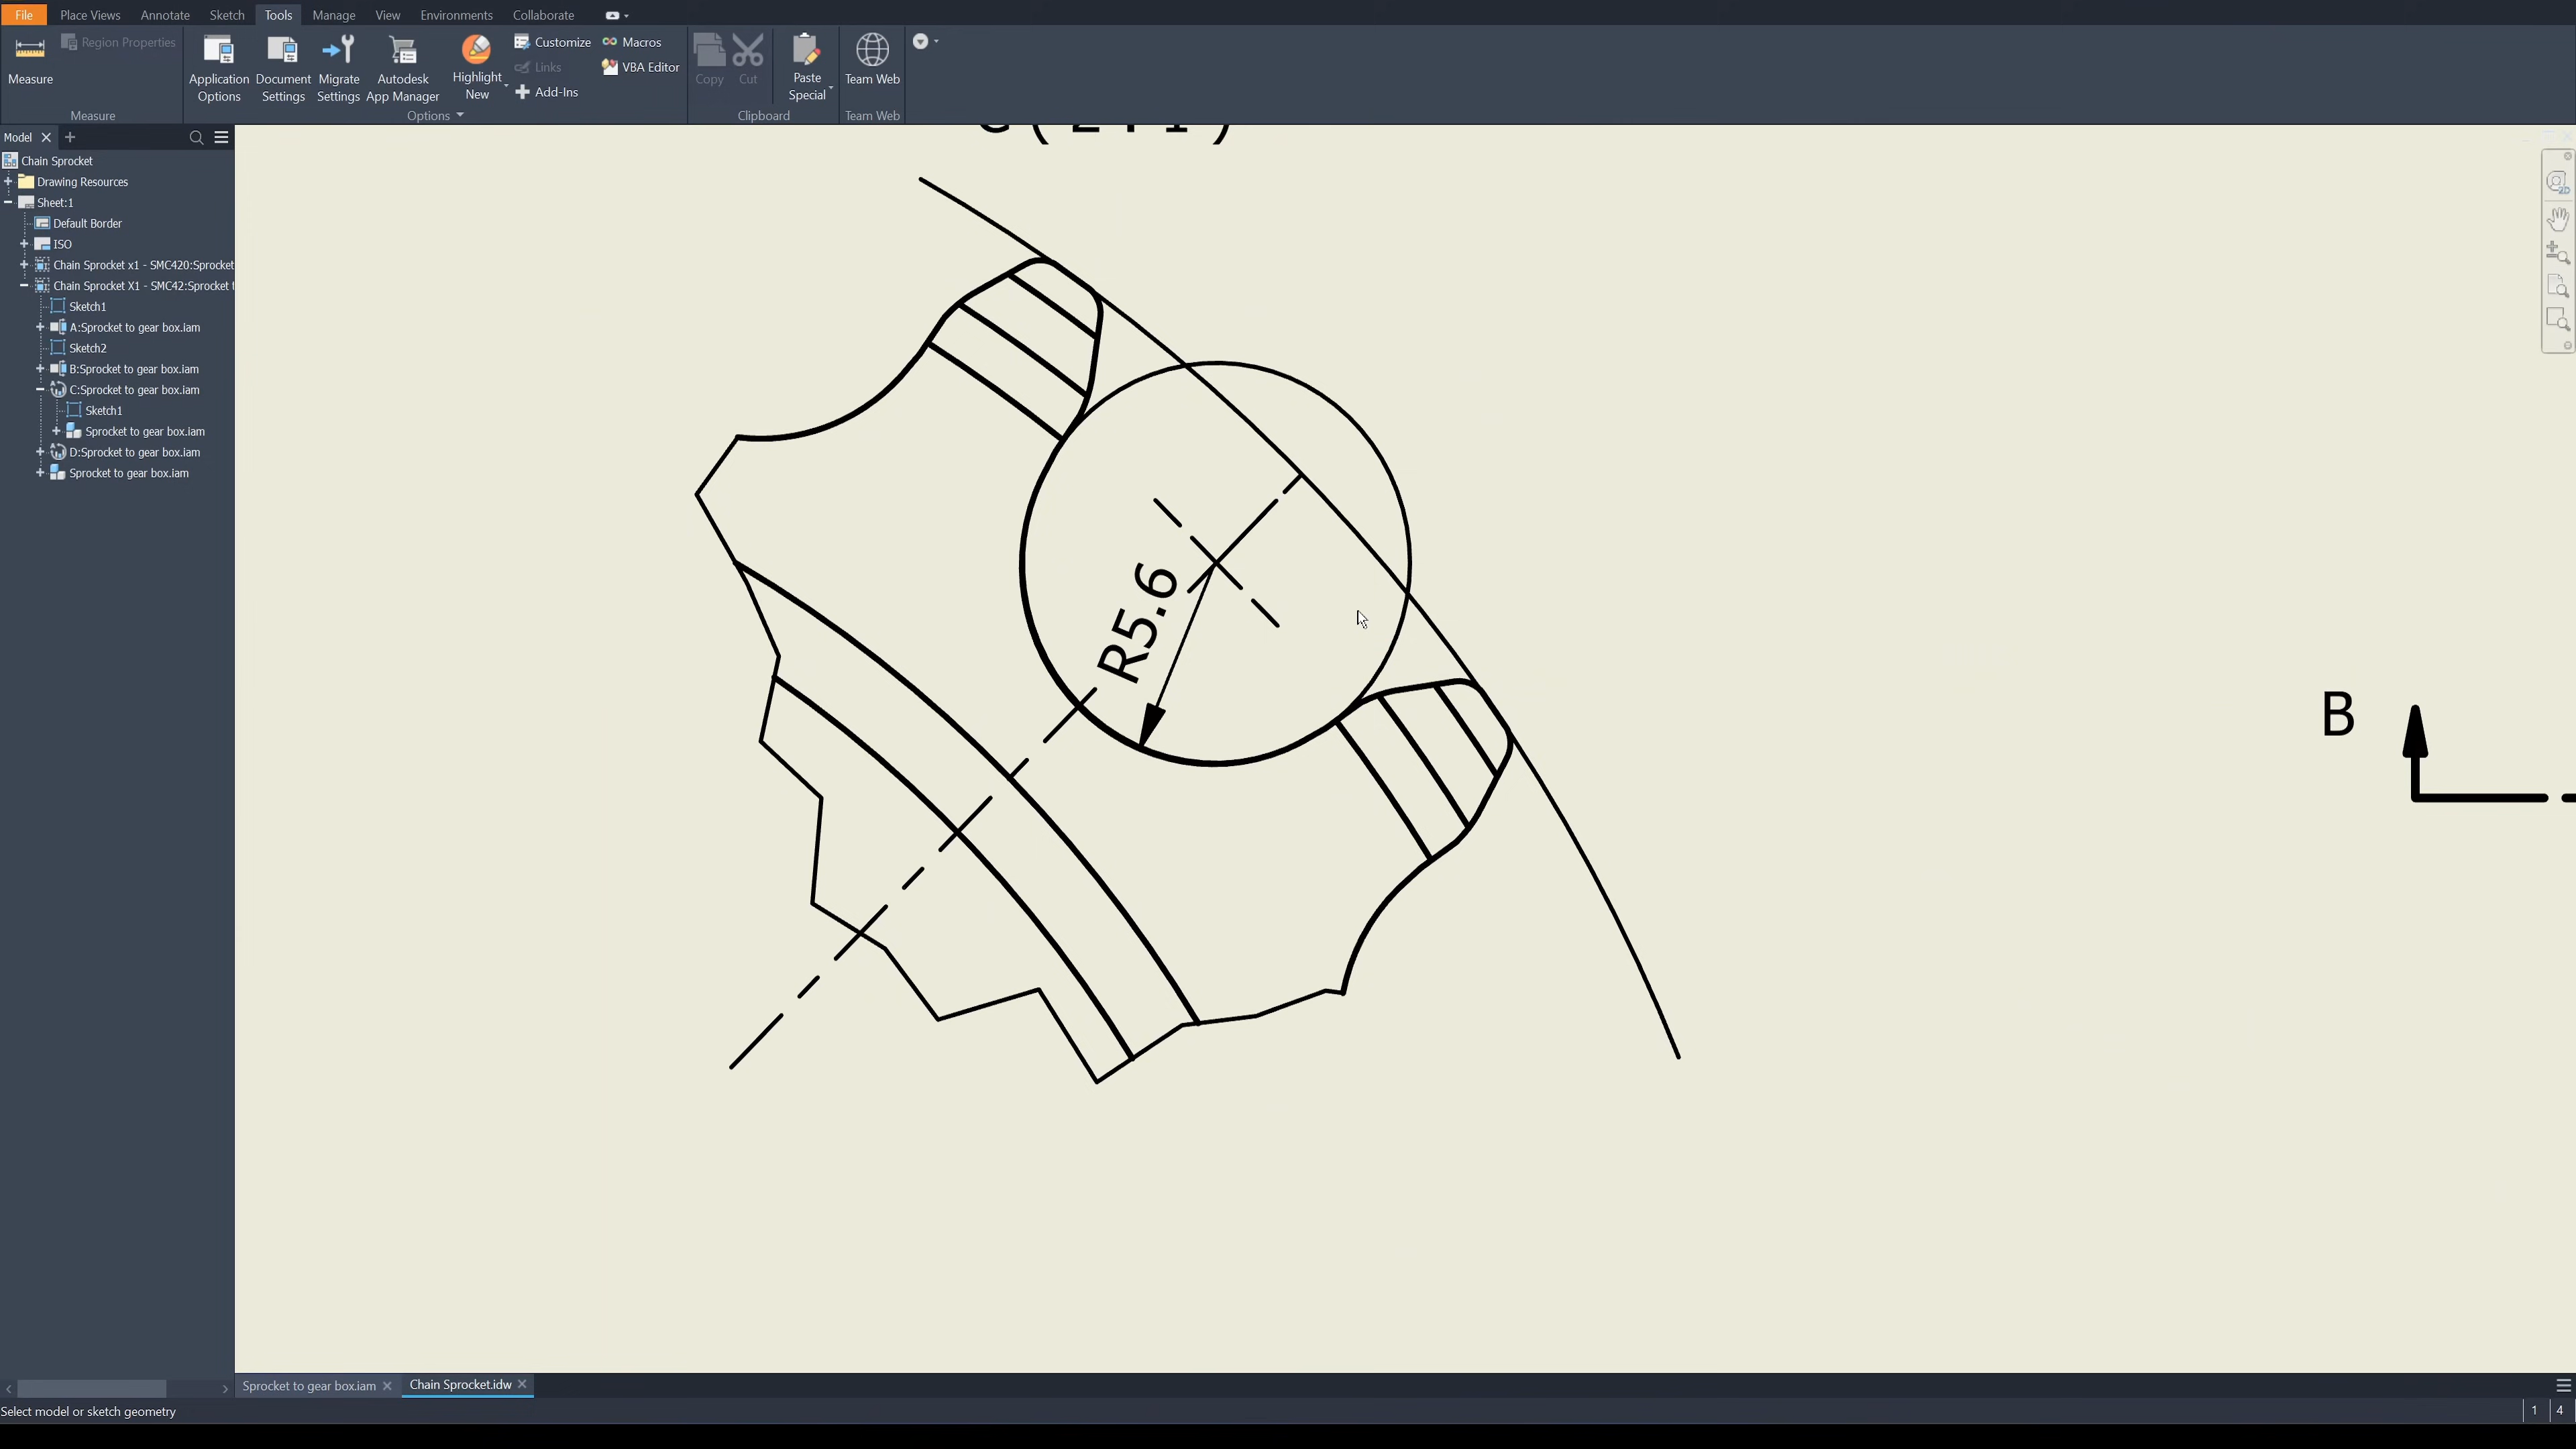 File Place Views Annotate Sketch Tools Manage View Environments Collaborate
Measure
Region Properties
Application Options
Document Settings
Migrate Settings
Autodesk App Manager
Highlight New
Customize
Links
Add-Ins
Macros
VBA Editor
Copy
Cut
Paste Special
Team Web
Measure
Options
Clipboard
Team Web
Model
Chain Sprocket
Drawing Resources
Sheet:1
Default Border
ISO
Chain Sprocket x1 - SMC420:Sprocket
Chain Sprocket X1 - SMC42:Sprocket t
Sketch1
A:Sprocket to gear box.iam
Sketch2
B:Sprocket to gear box.iam
C:Sprocket to gear box.iam
Sketch1
Sprocket to gear box.iam
D:Sprocket to gear box.iam
Sprocket to gear box.iam
R5.6
B
Sprocket to gear box.iam
Chain Sprocket.idw
Select model or sketch geometry
1 4